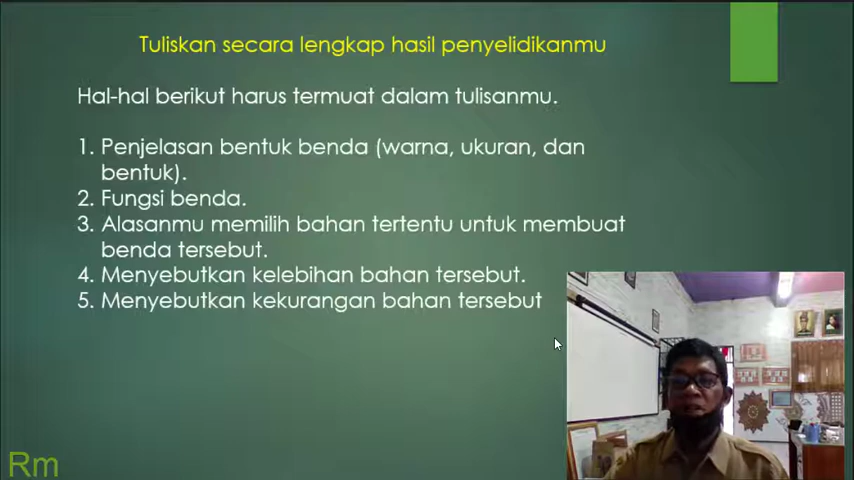 Tuliskan secara lengkap hasil penyelidikanmu
Hal-hal berikut harus termuat dalam tulisanmu.
1. Penjelasan bentuk benda (warna, ukuran, dan
bentuk).
2. Fungsi benda.
3. Alasanmu memilih bahan tertentu untuk membuat
benda tersebut.
4. Menyebutkan kelebihan bahan tersebut.
5. Menyebutkan kekurangan bahan tersebut
Rm